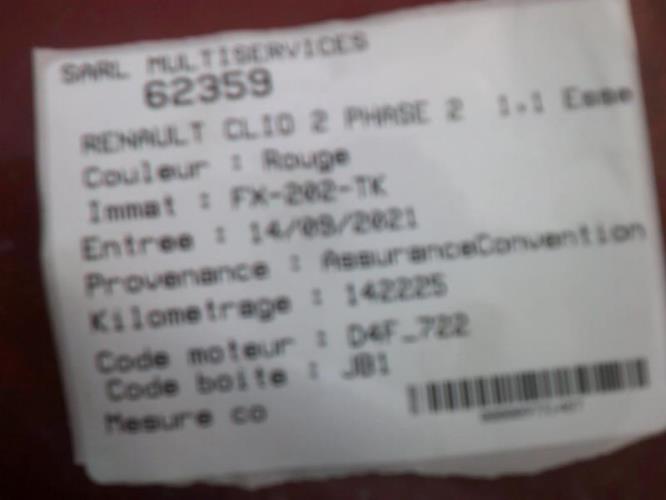 SARL MULTISERVICES
62359
RENAULT CLIO 2 PHASE 2 1.1 Esse
Couleur : Rouge
Immat : FX-202-TK
Entree : 14/09/2021
Provenance : AssuranceConvention
Kilometrage : 142225
Code moteur : D4F_722
Code boite : JB1
Mesure co